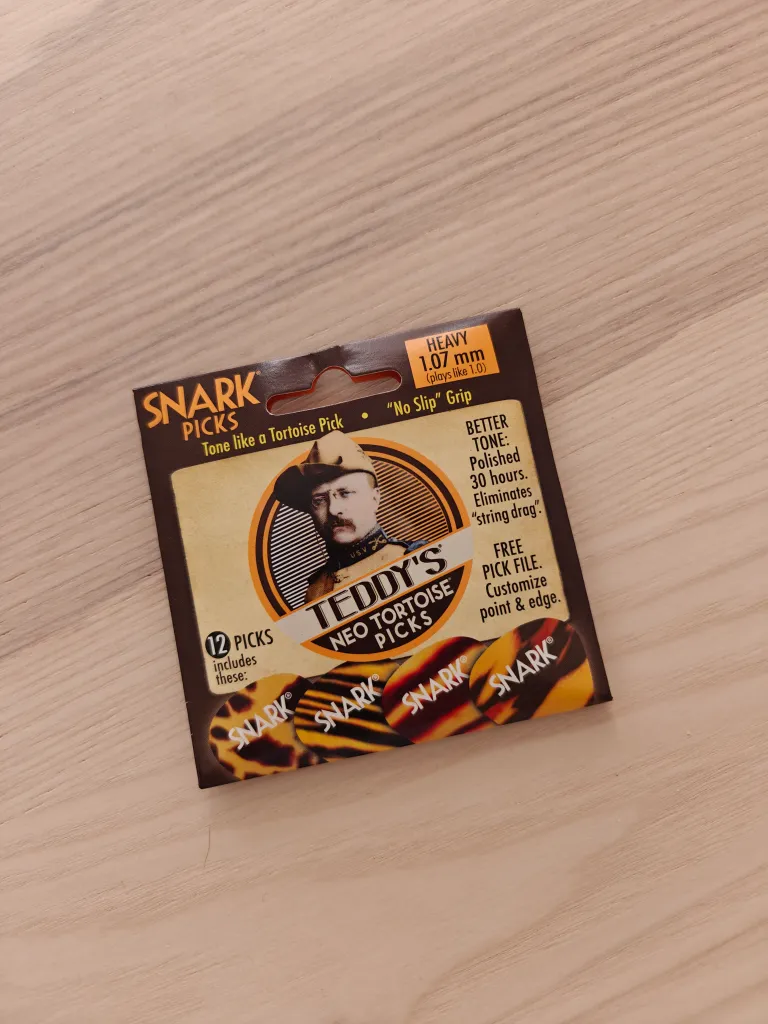 SNARK®
PICKS
HEAVY
1.07 mm
(plays like 1.0)
Tone like a Tortoise Pick • "No Slip" Grip
BETTER
TONE:
Polished
30 hours.
Eliminates
"string drag".
FREE
PICK FILE.
Customize
point & edge.
U.S.V.
TEDDY'S
NEO TORTOISE
PICKS
12 PICKS
includes
these:
SNARK®
SNARK®
SNARK®
SNARK®